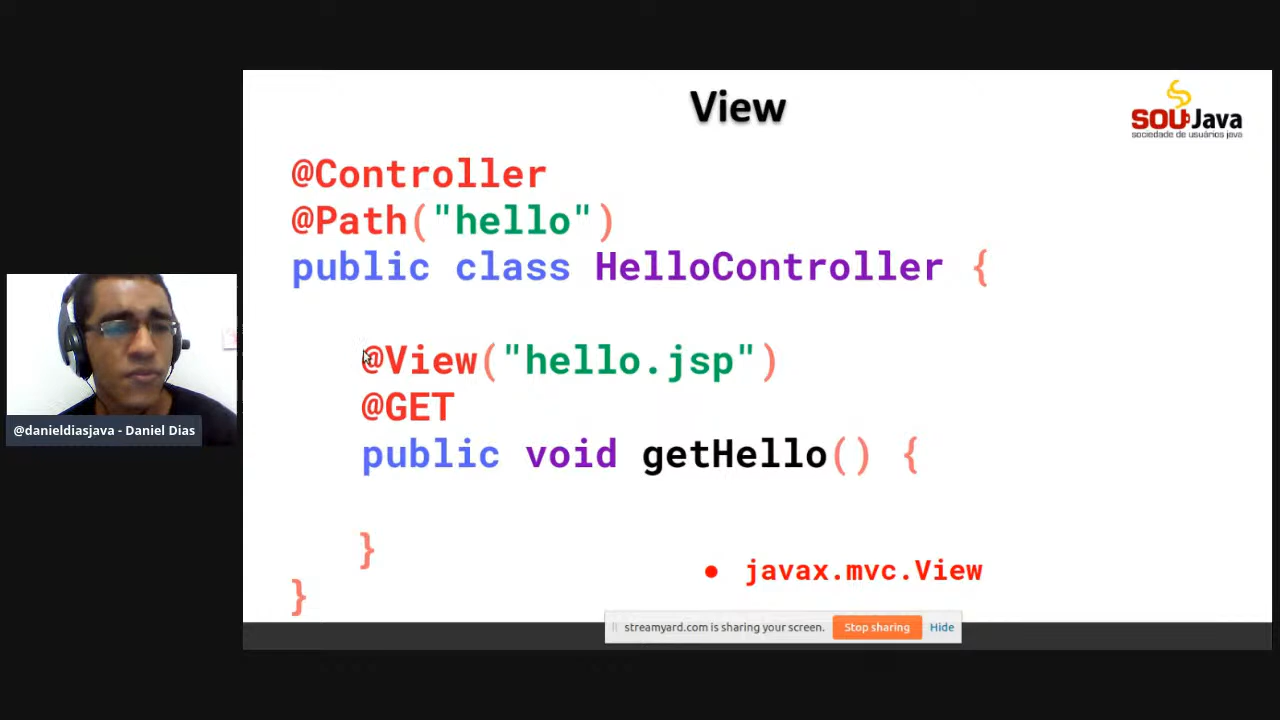 View
SOUJava
sociedade de usuários java
@Controller
@Path("hello")
public class HelloController {
@View("hello.jsp")
@GET
public void getHello() {
}
}
javax.mvc.View
@danieldiasjava - Daniel Dias
streamyard.com is sharing your screen. Stop sharing Hide